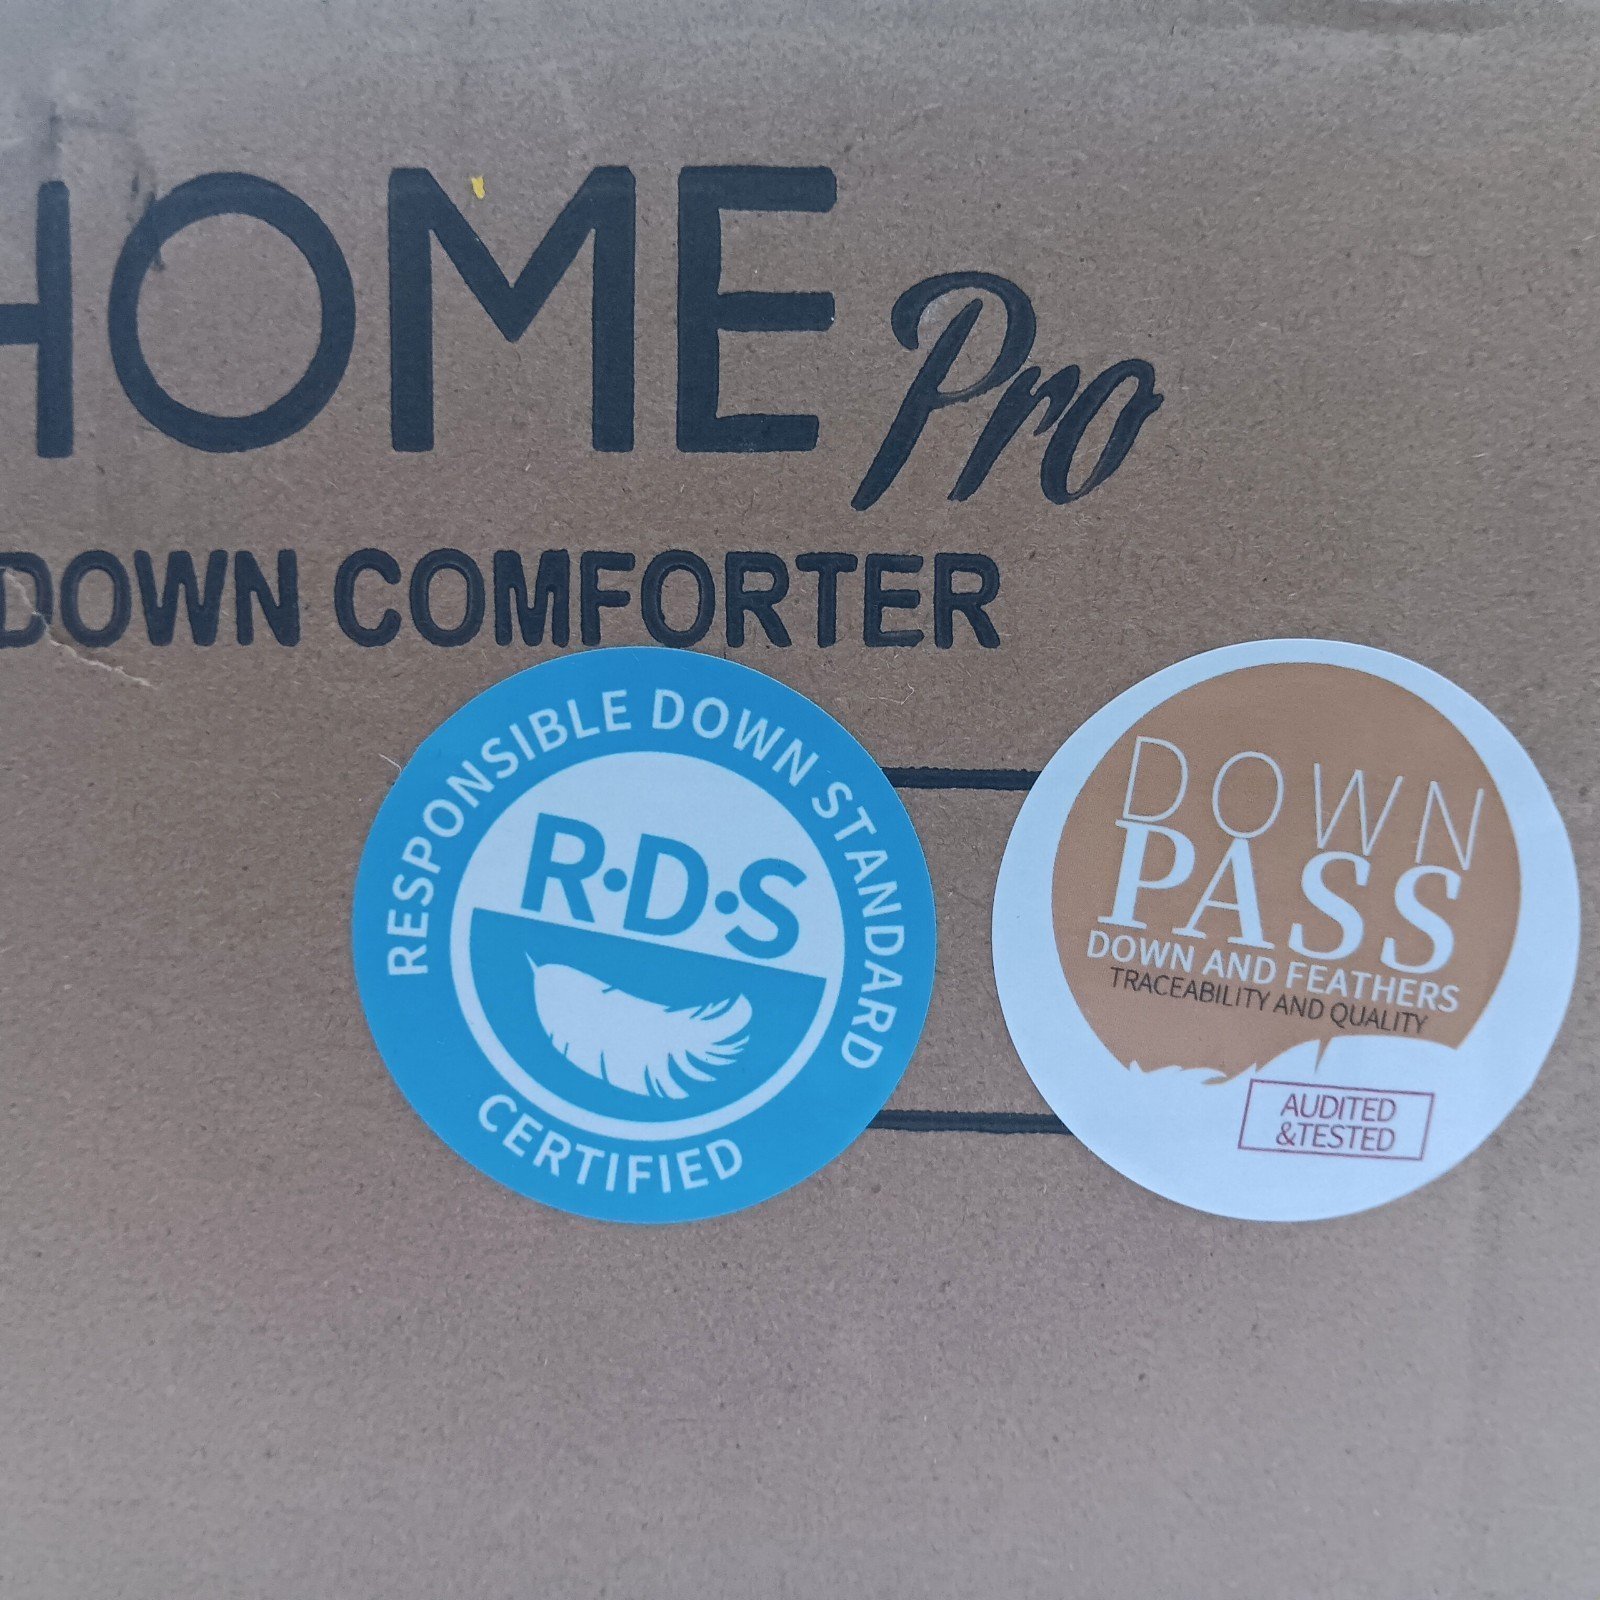 HOME Pro
DOWN COMFORTER
RESPONSIBLE DOWN STANDARD
R·D·S
CERTIFIED
DOWN
PASS
DOWN AND FEATHERS
TRACEABILITY AND QUALITY
AUDITED
&TESTED